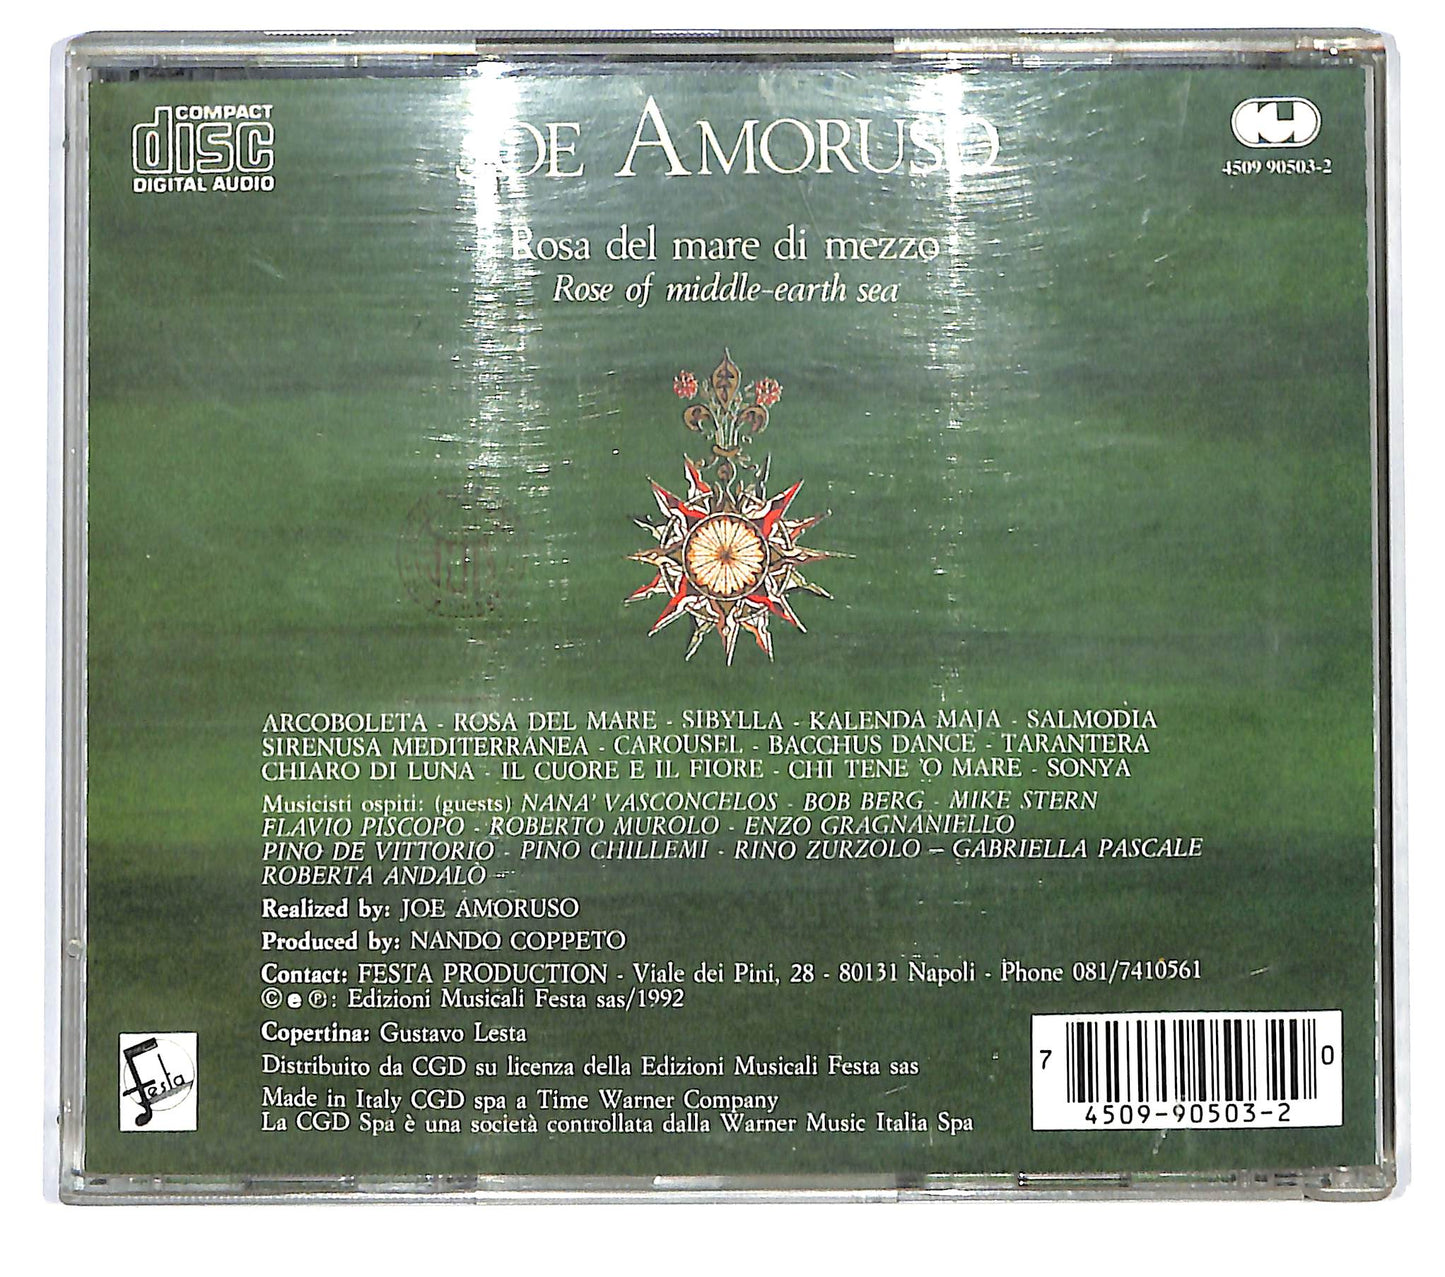 COMPACT
disc
DIGITAL AUDIO
JOE AMORUSO
4509 90503-2
Rosa del mare di mezzo
Rose of middle-earth sea
ARCOBOLETA - ROSA DEL MARE - SIBYLLA - KALENDA MAJA - SALMODIA
SIRENUSA MEDITERRANEA - CAROUSEL - BACCHUS DANCE - TARANTERA
CHIARO DI LUNA - IL CUORE E IL FIORE - CHI TENE 'O MARE - SONYA
Musicisti ospiti: (guests) NANA' VASCONCELOS - BOB BERG - MIKE STERN
FLAVIO PISCOPO - ROBERTO MUROLO - ENZO GRAGNANIELLO
PINO DE VITTORIO - PINO CHILLEMI - RINO ZURZOLO – GABRIELLA PASCALE
ROBERTA ANDALO –
Realized by: JOE AMORUSO
Produced by: NANDO COPPETO
Contact: FESTA PRODUCTION - Viale dei Pini, 28 - 80131 Napoli - Phone 081/7410561
© e ℗: Edizioni Musicali Festa sas/1992
Copertina: Gustavo Lesta
Distribuito da CGD su licenza della Edizioni Musicali Festa sas
Made in Italy CGD spa a Time Warner Company
La CGD Spa è una società controllata dalla Warner Music Italia Spa
Festa
7 0
4509-90503-2